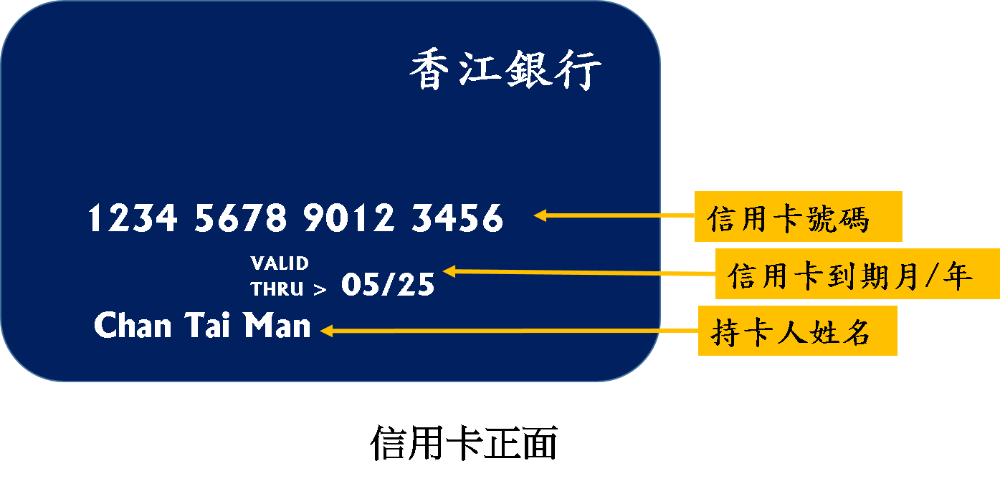 香江銀行
1234 5678 9012 3456
信用卡號碼
VALID
THRU > 05/25
信用卡到期月/年
Chan Tai Man
持卡人姓名
信用卡正面